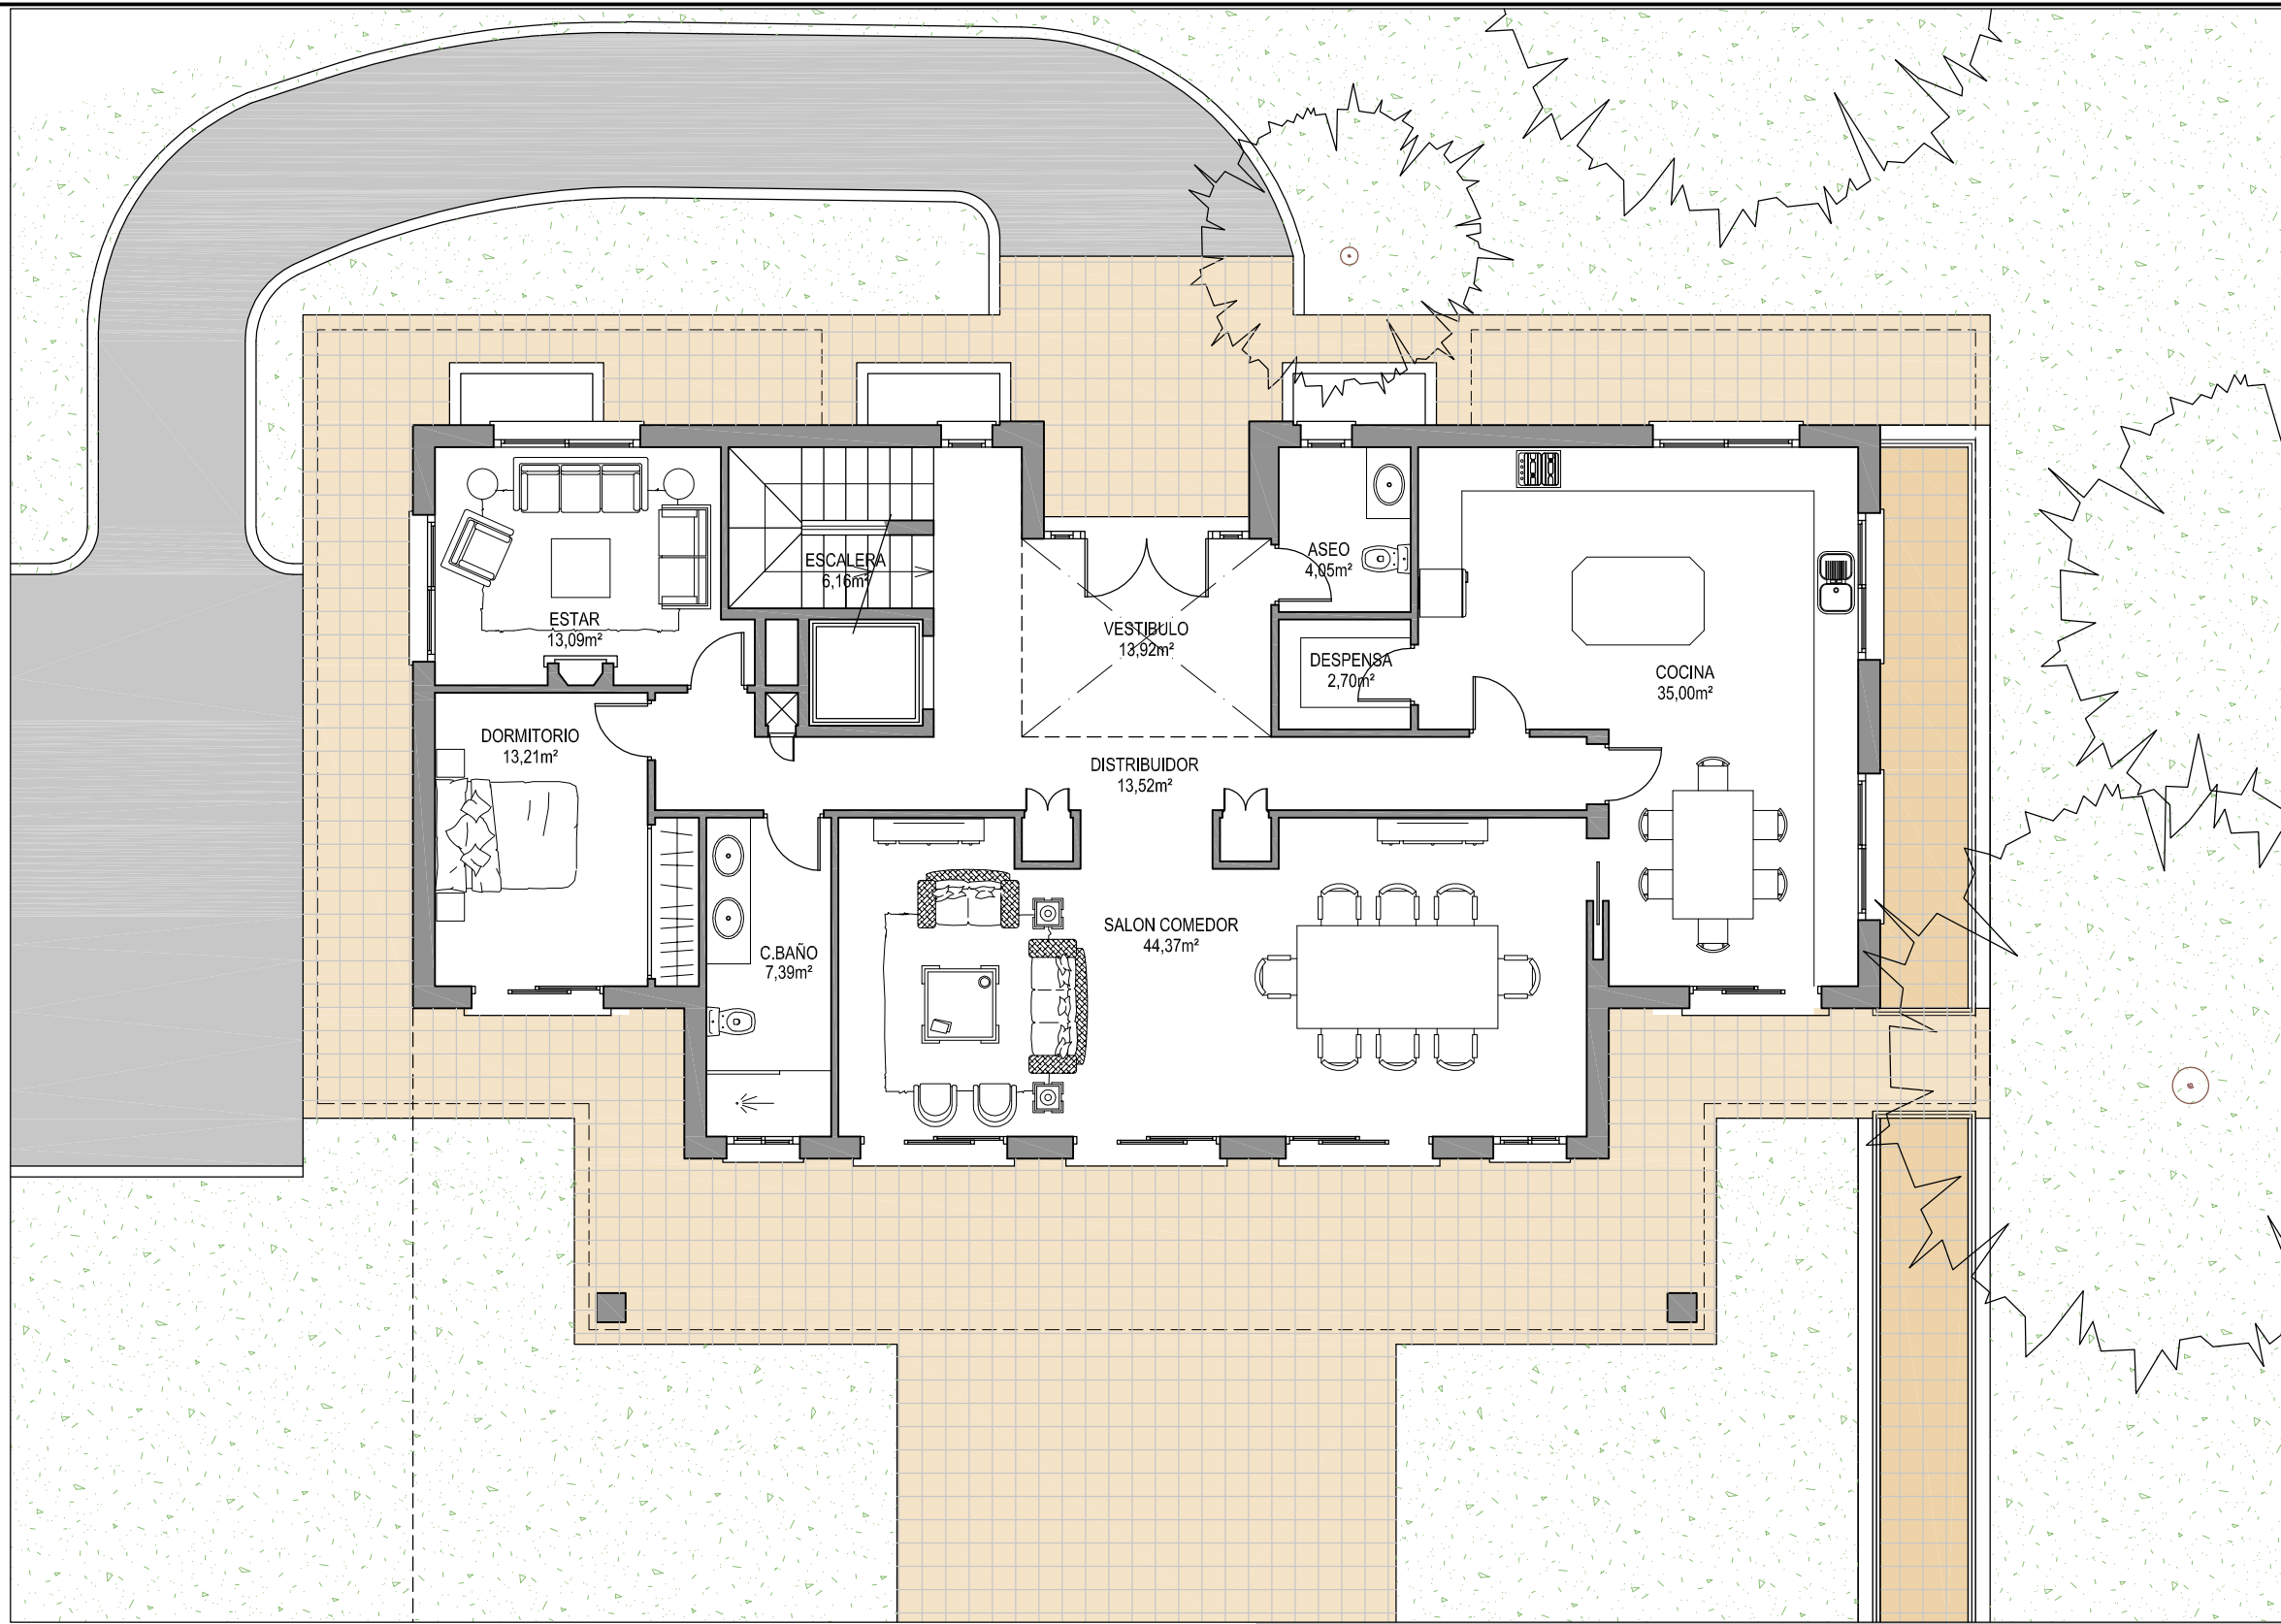 ESCALERA
6,16m²
ASEO
4,05m²
ESTAR
13,09m²
VESTIBULO
13,92m²
DESPENSA
2,70m²
COCINA
35,00m²
DORMITORIO
13,21m²
DISTRIBUIDOR
13,52m²
SALON COMEDOR
44,37m²
C.BAÑO
7,39m²